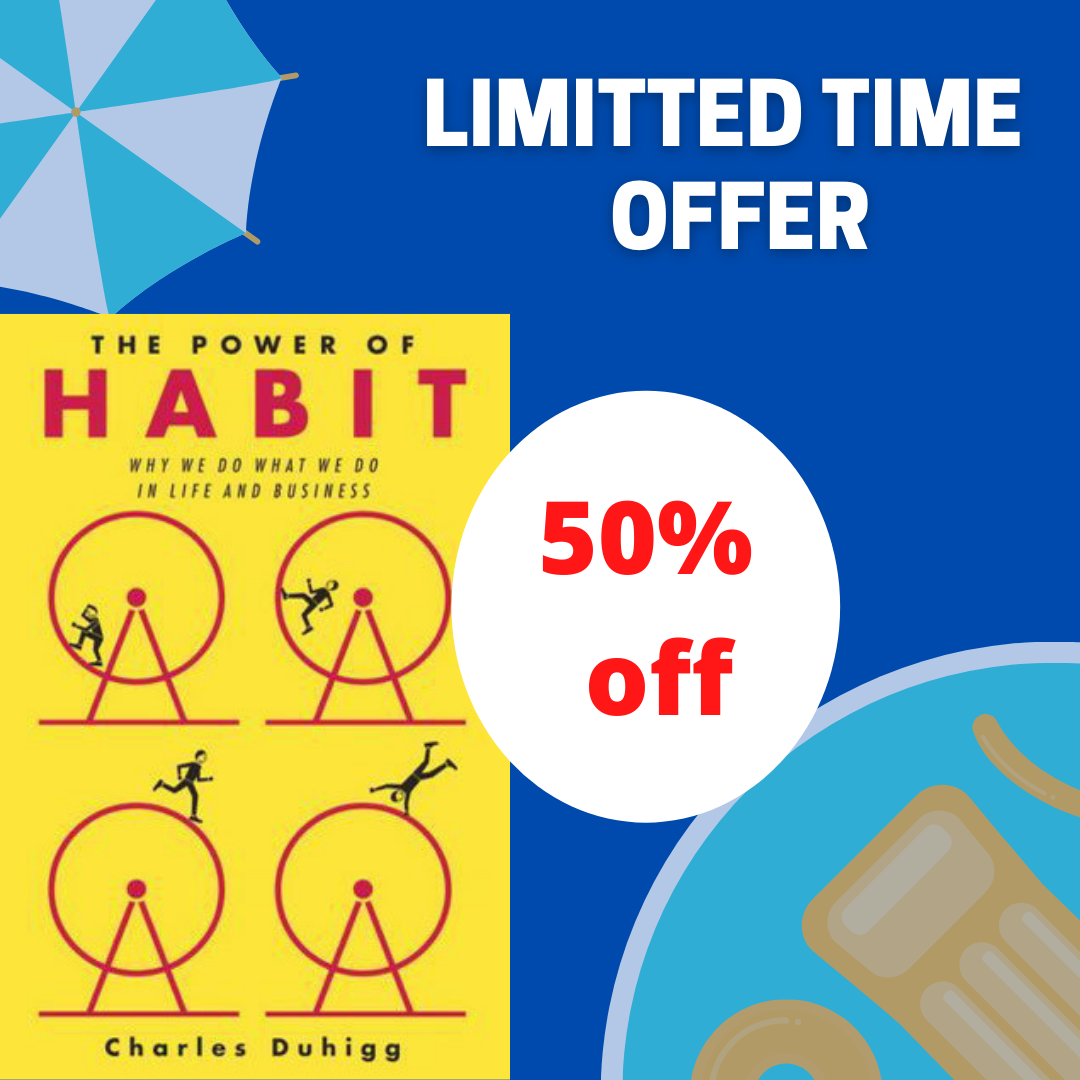 LIMITTED TIME
OFFER
THE POWER OF
HABIT
WHY WE DO WHAT WE DO
IN LIFE AND BUSINESS
50%
off
Charles Duhigg